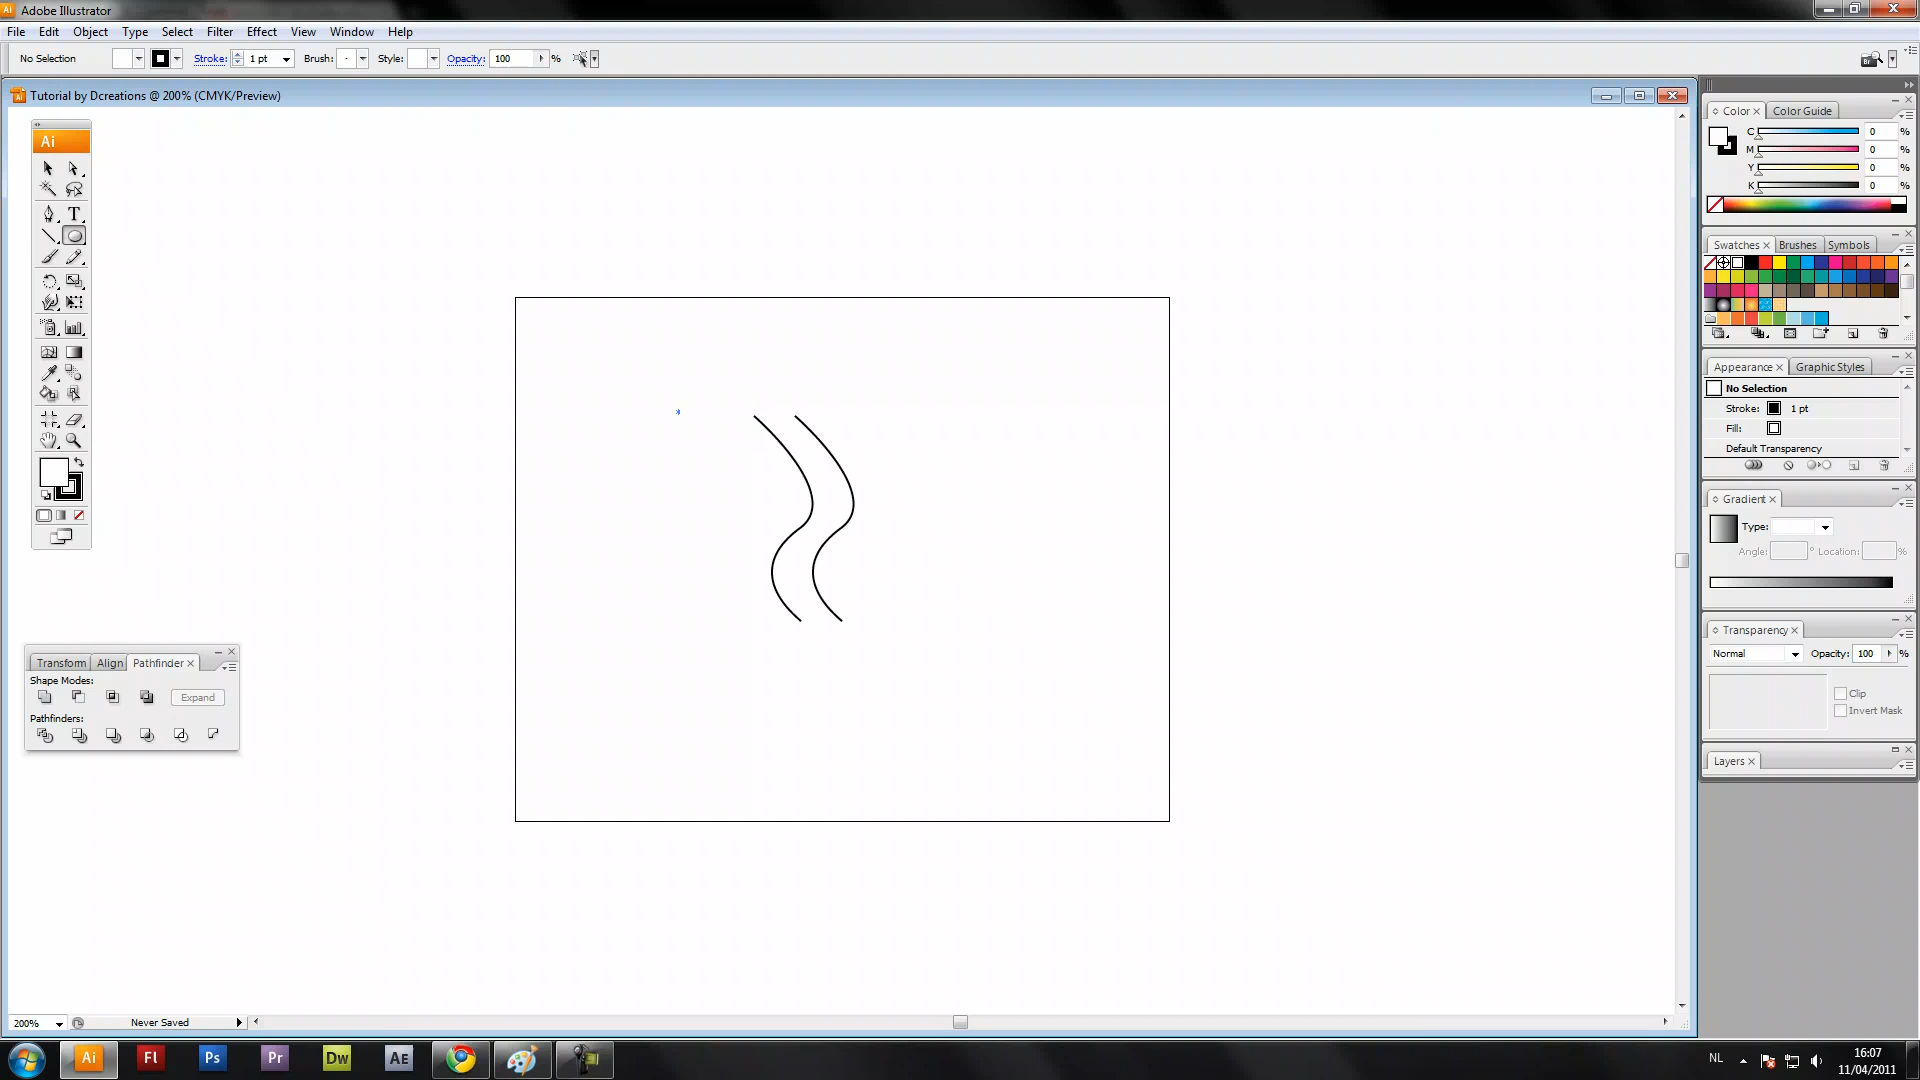 Ai Adobe Illustrator
File Edit Object Type Select Filter Effect View Window Help
No Selection Stroke: 1 pt Brush: Style: Opacity: 100 %
Tutorial by Dcreations @ 200% (CMYK/Preview)
Ai
T
Transform Align Pathfinder
Shape Modes:
Expand
Pathfinders:
Color Color Guide
C 0 %
M 0 %
Y 0 %
K 0 %
Swatches Brushes Symbols
Appearance Graphic Styles
No Selection
Stroke: 1 pt
Fill:
Default Transparency
Gradient
Type:
Angle: ° Location: %
Transparency
Normal Opacity: 100 %
Clip
Invert Mask
Layers
200% Never Saved
Ai Fl Ps Pr Dw AE NL 16:07
11/04/2011